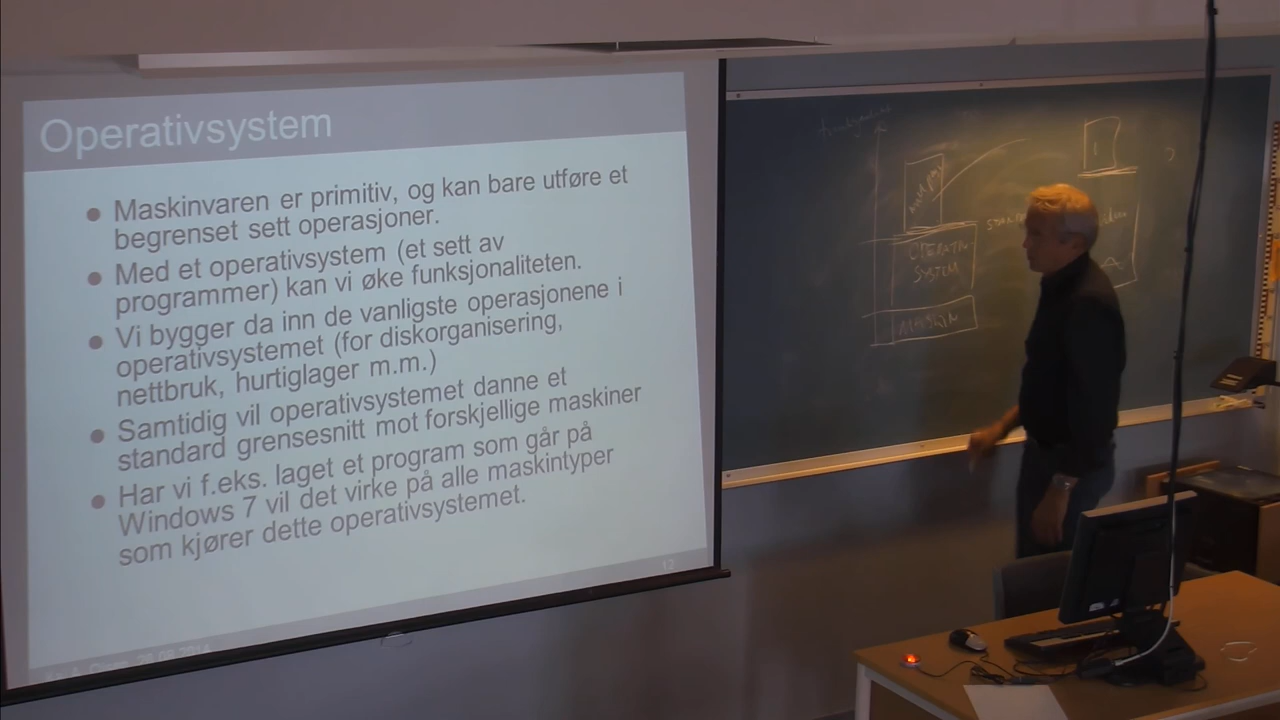 Operativsystem
Maskinvaren er primitiv, og kan bare utføre et
begrenset sett operasjoner.
Med et operativsystem (et sett av
programmer) kan vi øke funksjonaliteten.
Vi bygger da inn de vanligste operasjonene i
operativsystemet (for diskorganisering,
nettbruk, hurtiglager m.m.)
Samtidig vil operativsystemet danne et
standard grensesnitt mot forskjellige maskiner
Har vi f.eks. laget et program som går på
Windows 7 vil det virke på alle maskintyper
som kjører dette operativsystemet.
12
Olsen
SYSTEM
MASKIN